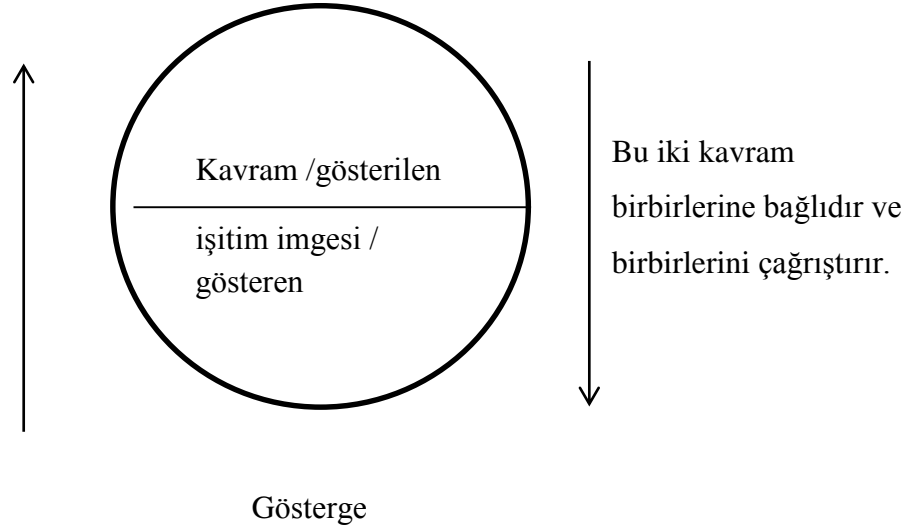 Kavram /gösterilen
işitim imgesi /
gösteren
Bu iki kavram
birbirlerine bağlıdır ve
birbirlerini çağrıştırır.
Gösterge